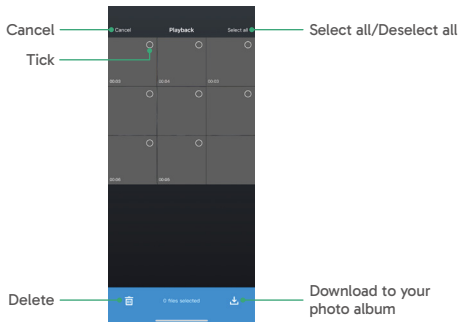 Cancel
Cancel
Playback
Select all
Select all/Deselect all
Tick
00:03
00:04
00:03
00:06
00:05
Delete
0 files selected
Download to your
photo album